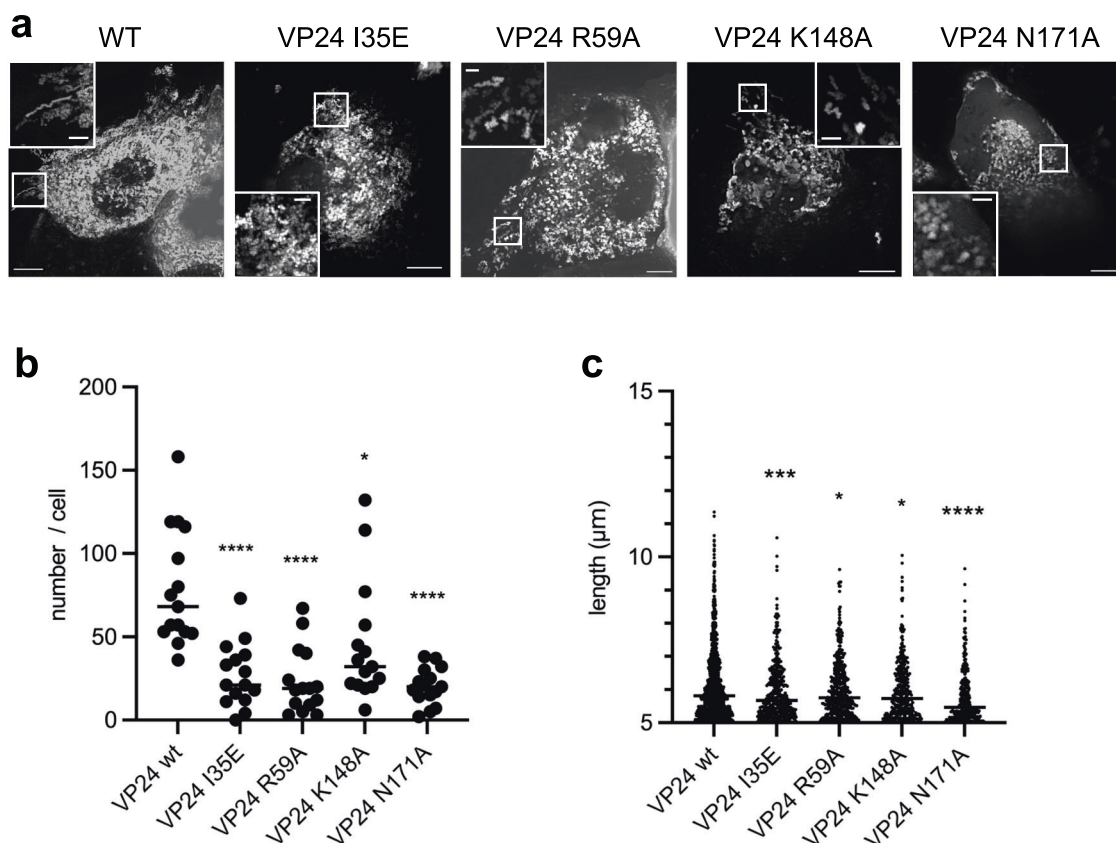 a
WT
VP24 I35E
VP24 R59A
VP24 K148A
VP24 N171A
b
number / cell
200
150
100
50
0
****
****
*
****
VP24 wt
VP24 I35E
VP24 R59A
VP24 K148A
VP24 N171A
c
length (µm)
15
10
5
***
*
*
****
VP24 wt
VP24 I35E
VP24 R59A
VP24 K148A
VP24 N171A